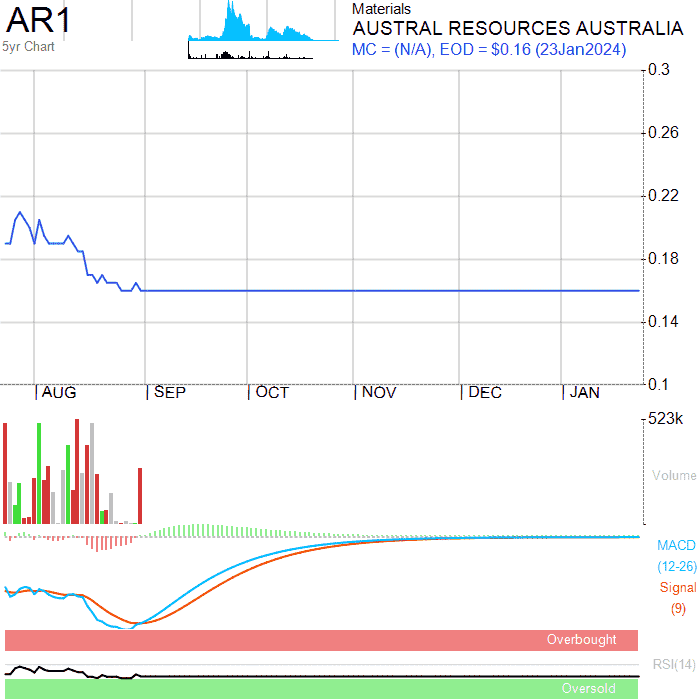 AR1
5yr Chart
Materials
AUSTRAL RESOURCES AUSTRALIA
MC = (N/A), EOD = $0.16 (23Jan2024)
0.3
0.26
0.22
0.18
0.14
0.1
AUG SEP OCT NOV DEC JAN
523k
Volume
MACD
(12-26)
Signal
(9)
Overbought
RSI(14)
Oversold